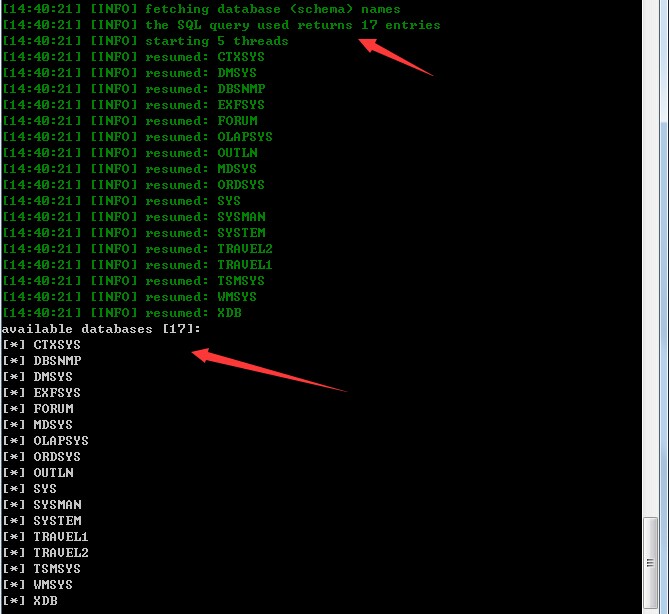 [14:40:21] [INFO] fetching database (schema) names
[14:40:21] [INFO] the SQL query used returns 17 entries
[14:40:21] [INFO] starting 5 threads
[14:40:21] [INFO] resumed: CTXSYS
[14:40:21] [INFO] resumed: DMSYS
[14:40:21] [INFO] resumed: DBSNMP
[14:40:21] [INFO] resumed: EXFSYS
[14:40:21] [INFO] resumed: FORUM
[14:40:21] [INFO] resumed: OLAPSYS
[14:40:21] [INFO] resumed: OUTLN
[14:40:21] [INFO] resumed: MDSYS
[14:40:21] [INFO] resumed: ORDSYS
[14:40:21] [INFO] resumed: SYS
[14:40:21] [INFO] resumed: SYSMAN
[14:40:21] [INFO] resumed: SYSTEM
[14:40:21] [INFO] resumed: TRAVEL2
[14:40:21] [INFO] resumed: TRAVEL1
[14:40:21] [INFO] resumed: TSMSYS
[14:40:21] [INFO] resumed: WMSYS
[14:40:21] [INFO] resumed: XDB
available databases [17]:
[*] CTXSYS
[*] DBSNMP
[*] DMSYS
[*] EXFSYS
[*] FORUM
[*] MDSYS
[*] OLAPSYS
[*] ORDSYS
[*] OUTLN
[*] SYS
[*] SYSMAN
[*] SYSTEM
[*] TRAVEL1
[*] TRAVEL2
[*] TSMSYS
[*] WMSYS
[*] XDB